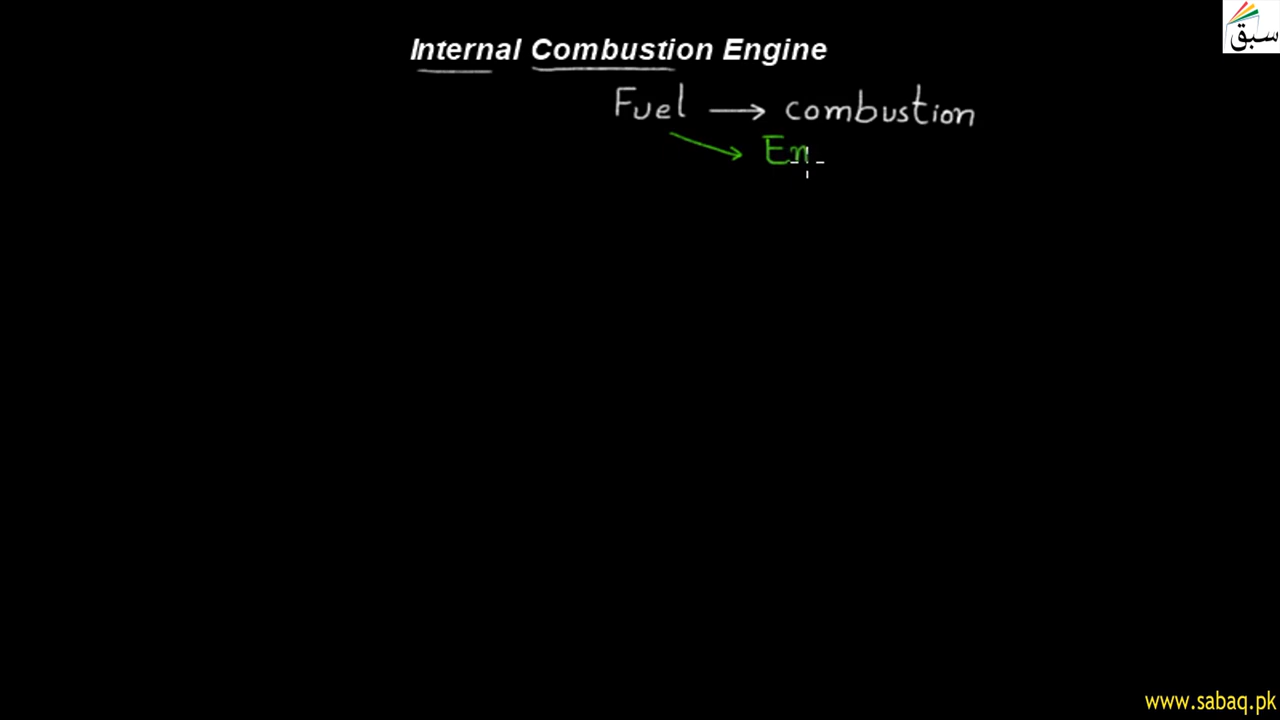 سبق
Internal Combustion Engine
Fuel → combustion
→ En
www.sabaq.pk